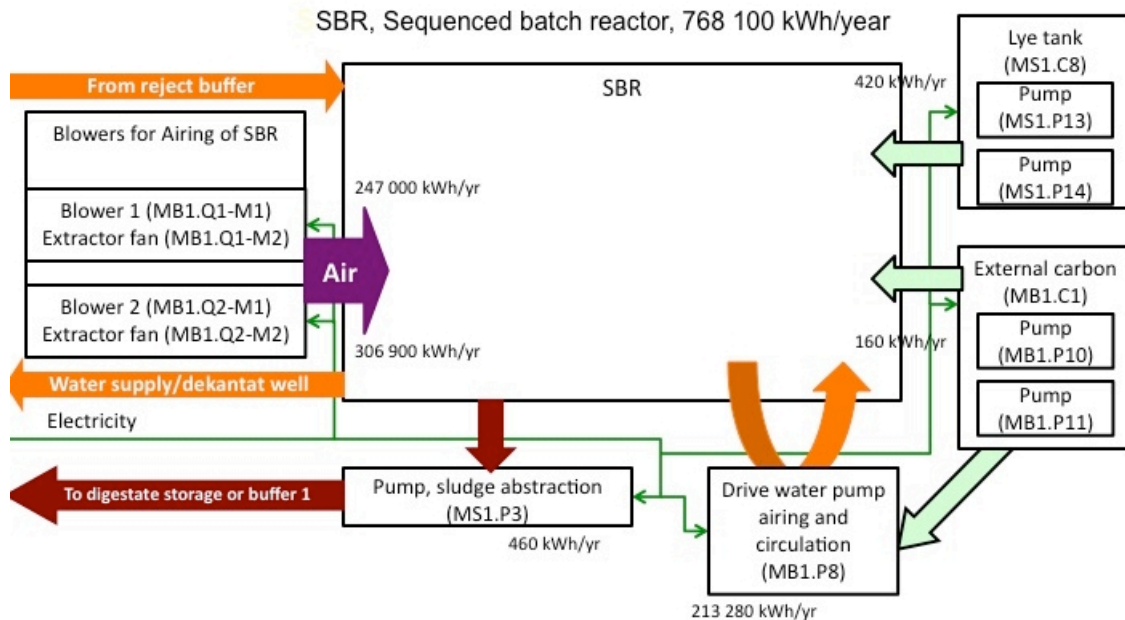 SBR, Sequenced batch reactor, 768 100 kWh/year
From reject buffer
Blowers for Airing of SBR
Blower 1 (MB1.Q1-M1)
Extractor fan (MB1.Q1-M2)
Blower 2 (MB1.Q2-M1)
Extractor fan (MB1.Q2-M2)
Water supply/dekantat well
Electricity
To digestate storage or buffer 1
SBR
247 000 kWh/yr
Air
306 900 kWh/yr
Pump, sludge abstraction
(MS1.P3)
460 kWh/yr
Drive water pump
airing and
circulation
(MB1.P8)
213 280 kWh/yr
420 kWh/yr
Lye tank
(MS1.C8)
Pump
(MS1.P13)
Pump
(MS1.P14)
160 kWh/yr
External carbon
(MB1.C1)
Pump
(MB1.P10)
Pump
(MB1.P11)